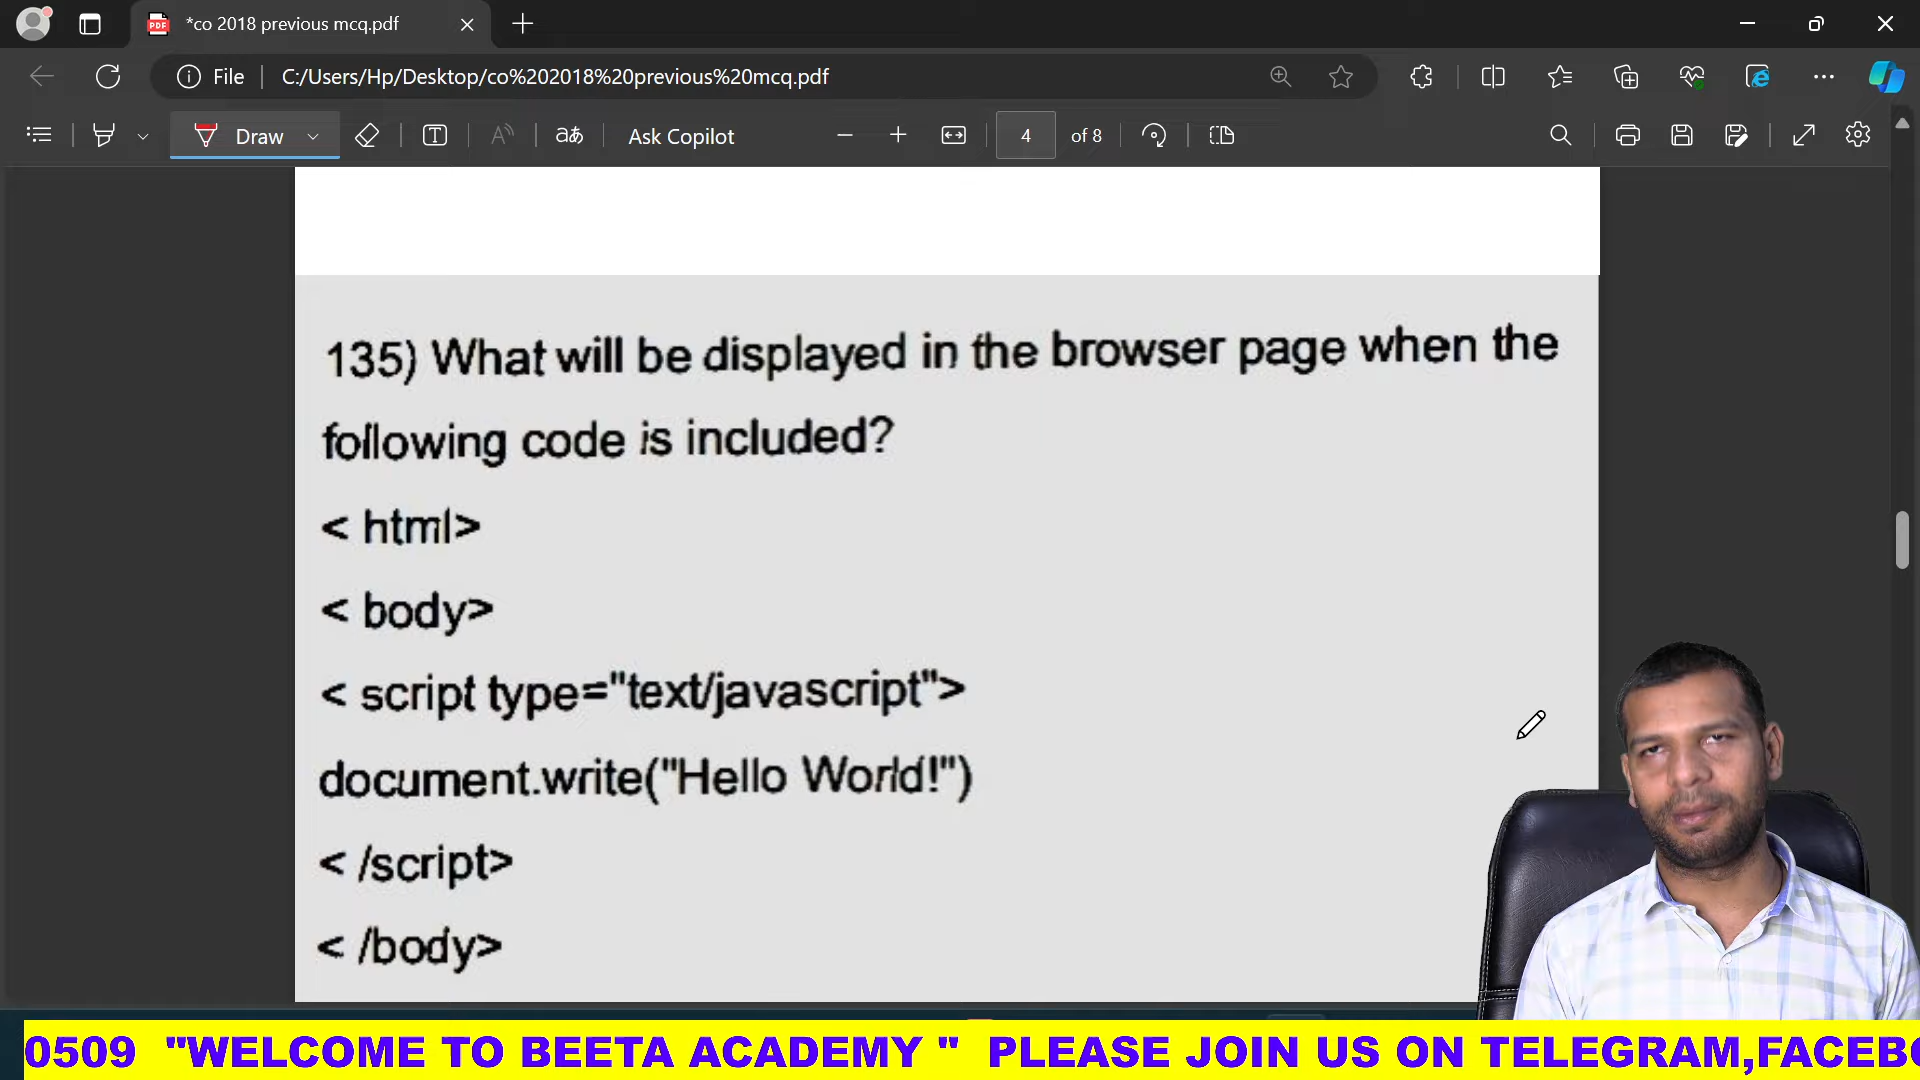 *co 2018 previous mcq.pdf
File
C:/Users/Hp/Desktop/co%202018%20previous%20mcq.pdf
Draw
Ask Copilot
4 of 8
135) What will be displayed in the browser page when the
following code is included?
< html>
< body>
< script type="text/javascript">
document.write("Hello World!")
< /script>
< /body>
0509 "WELCOME TO BEETA ACADEMY " PLEASE JOIN US ON TELEGRAM,FACEB